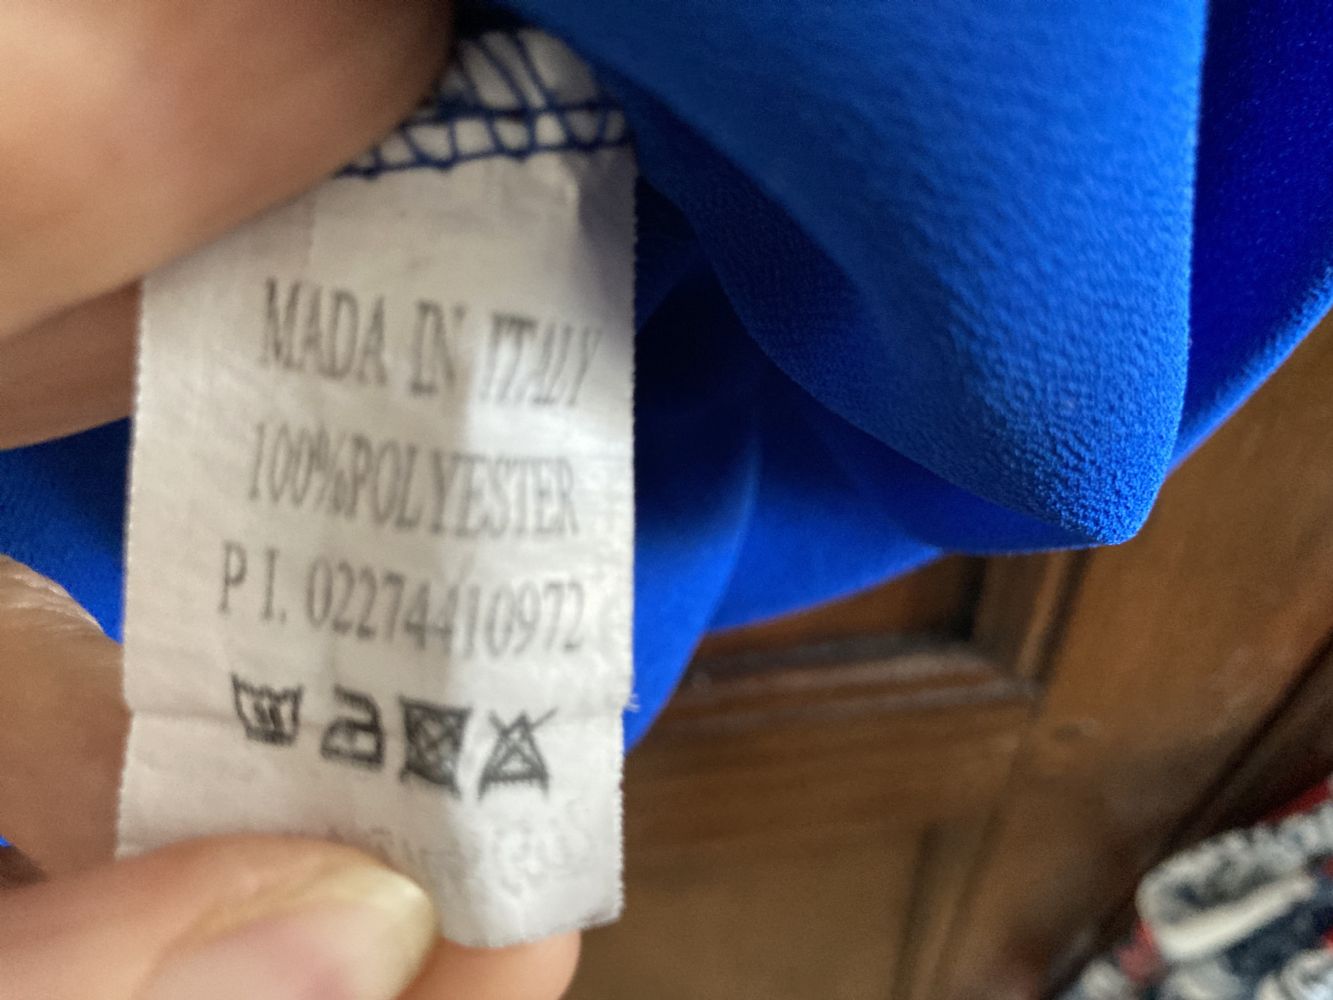 MADA IN ITALY
100%POLYESTER
P I. 02274410972